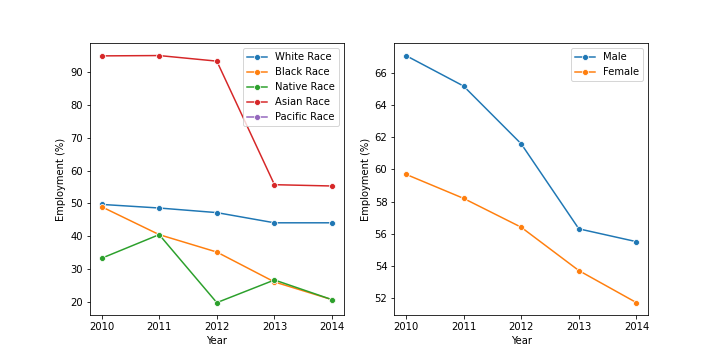 White Race
Black Race
Native Race
Asian Race
Pacific Race
Employment (%)
90
80
70
60
50
40
30
20
2010 2011 2012 2013 2014
Year
Male
Female
Employment (%)
66
64
62
60
58
56
54
52
2010 2011 2012 2013 2014
Year